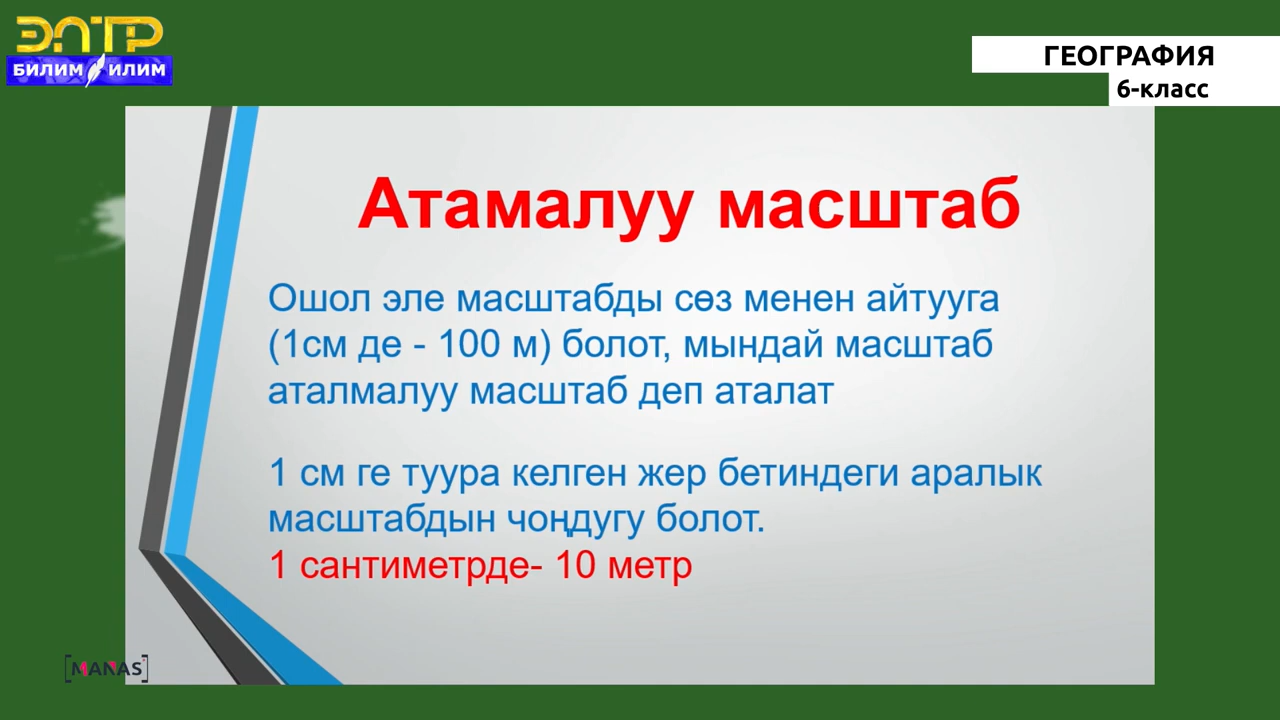 ЭЛТР
БИЛИМ ИЛИМ
ГЕОГРАФИЯ
6-класс
Атамалуу масштаб
Ошол эле масштабды сөз менен айтууга
(1см де - 100 м) болот, мындай масштаб
аталмалуу масштаб деп аталат
1 см ге туура келген жер бетиндеги аралык
масштабдын чоңдугу болот.
1 сантиметрде- 10 метр
[MANAS]